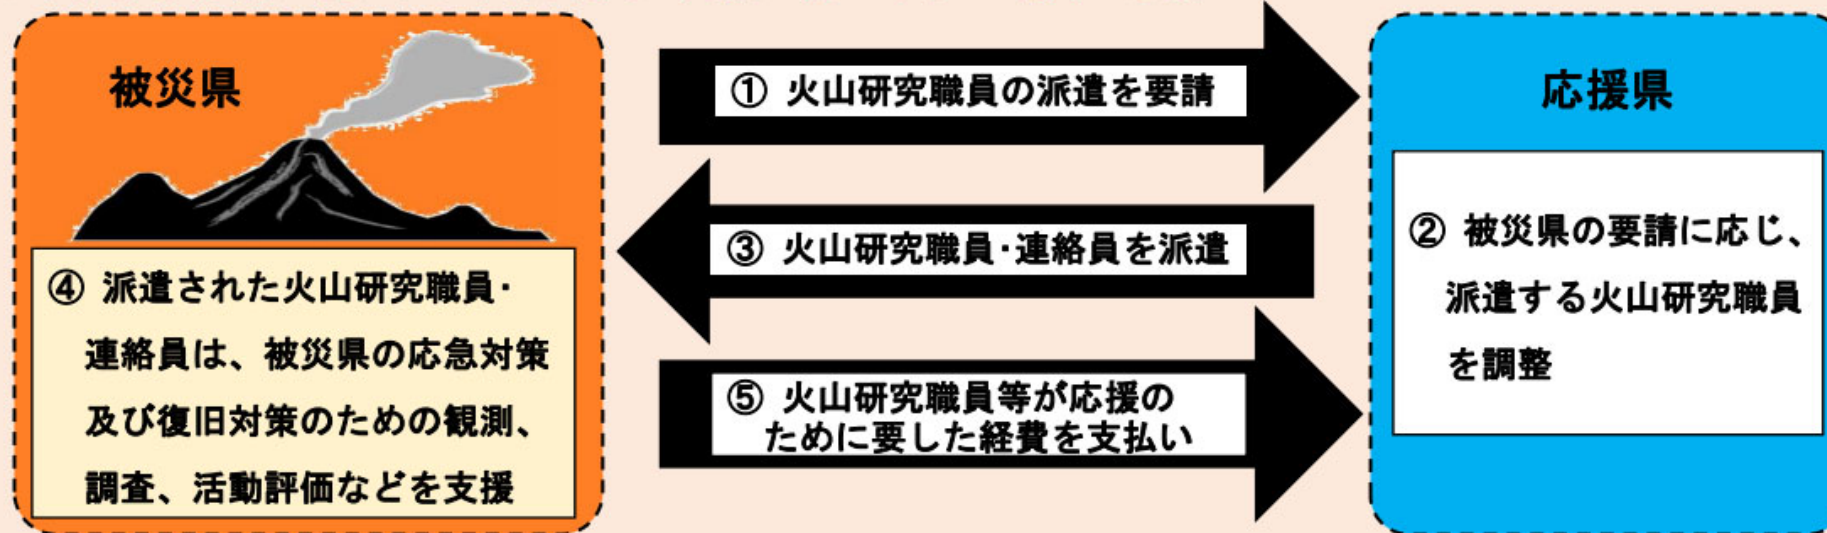 被災県
① 火山研究職員の派遣を要請
応援県
② 被災県の要請に応じ、
派遣する火山研究職員
を調整
③ 火山研究職員･連絡員を派遣
④ 派遣された火山研究職員･
連絡員は、被災県の応急対策
及び復旧対策のための観測、
調査、活動評価などを支援
⑤ 火山研究職員等が応援の
ために要した経費を支払い